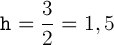 h = 3/2 = 1,5